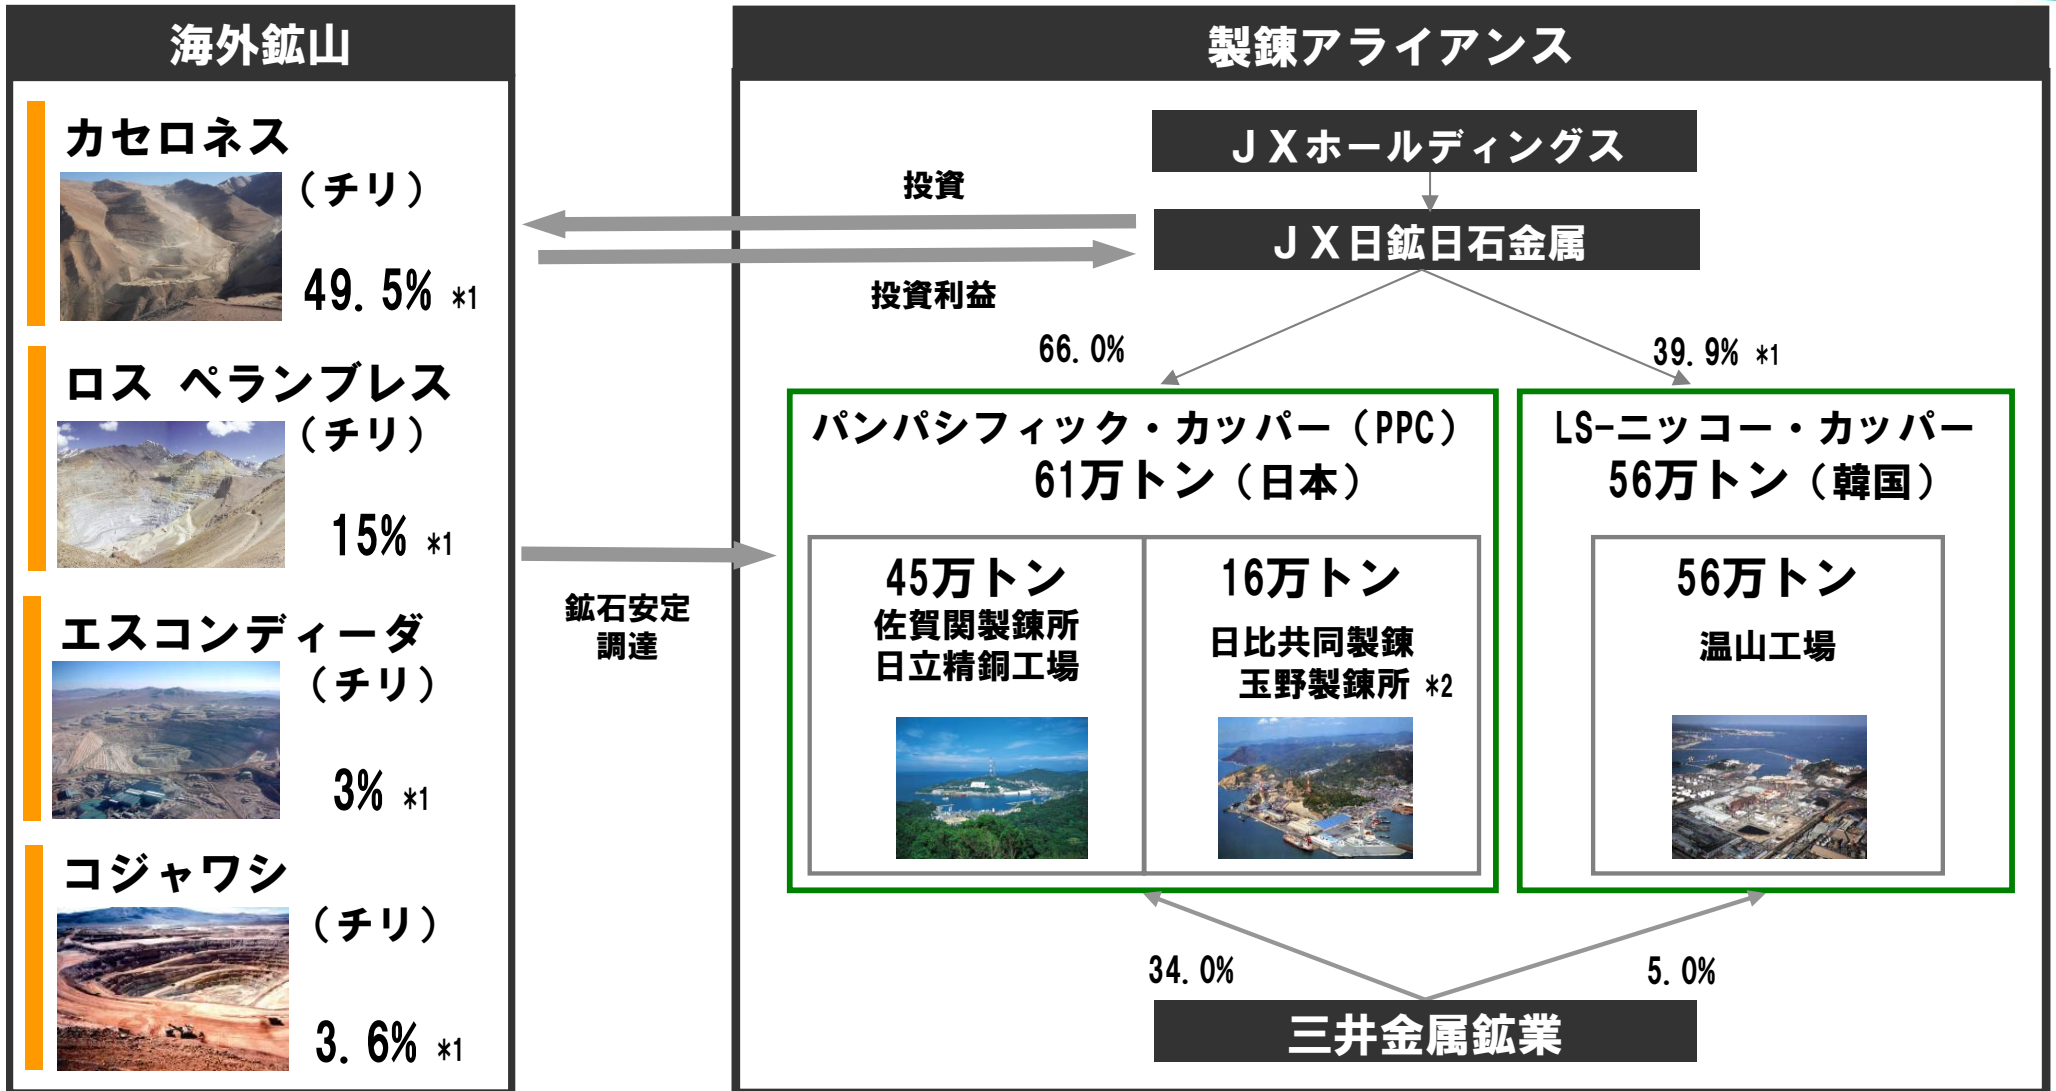 海外鉱山
カセロネス
（チリ）
49.5% *1
ロス ペランブレス
（チリ）
15% *1
エスコンディーダ
（チリ）
3% *1
コジャワシ
（チリ）
3.6% *1
投資
投資利益
鉱石安定
調達
製錬アライアンス
ＪＸホールディングス
ＪＸ日鉱日石金属
66.0%
39.9% *1
パンパシフィック・カッパー（PPC）
61万トン（日本）
45万トン
佐賀関製錬所
日立精銅工場
16万トン
日比共同製錬
玉野製錬所 *2
LS-ニッコー・カッパー
56万トン（韓国）
56万トン
温山工場
34.0%
5.0%
三井金属鉱業